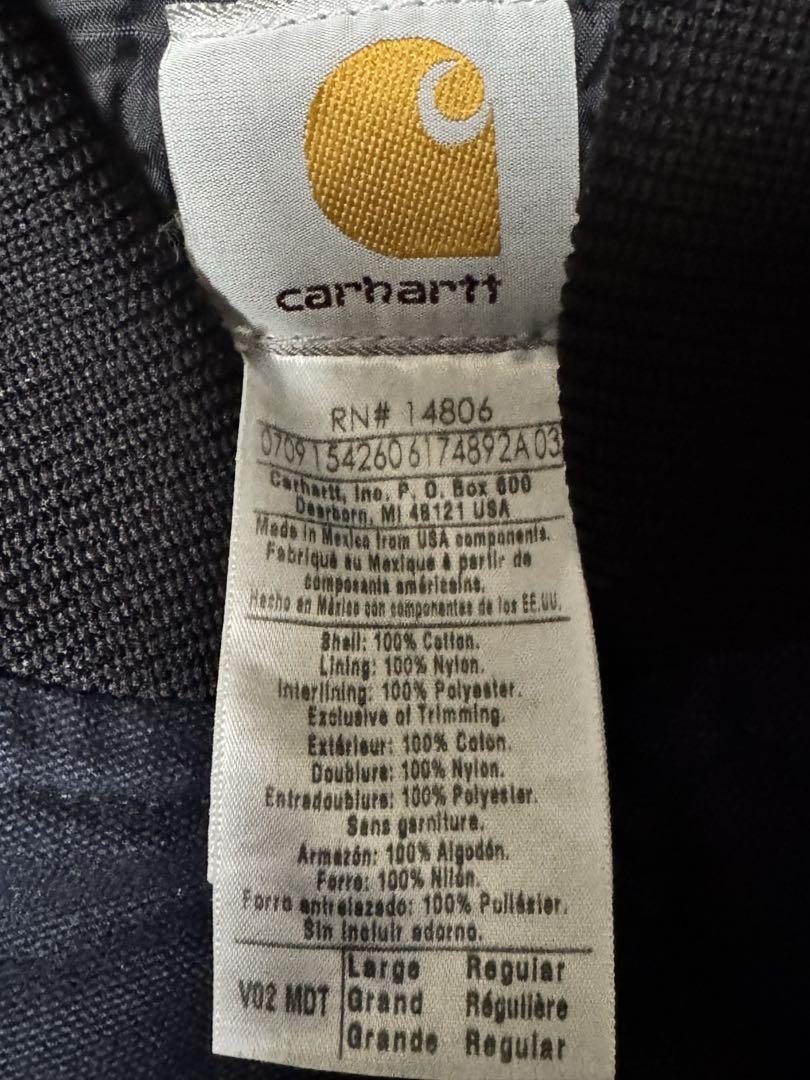 carhartt
RN# 14806
07091542606174892A03
Carhartt, Inc. P. O. Box 600
Dearborn, MI 48121 USA
Made in Mexico from USA components.
Fabriqué au Mexique à partir de
composants américains.
Hecho en México con componentes de los EE.UU.
Shell: 100% Cotton.
Lining: 100% Nylon.
Interlining: 100% Polyester.
Exclusive of Trimming.
Extérieur: 100% Coton.
Doublure: 100% Nylon.
Entredoublure: 100% Polyester.
Sans garniture.
Armazón: 100% Algodón.
Forro: 100% Nilón.
Forro entrelazado: 100% Poliéster.
Sin incluir adorno.
V02 MDT
Large Regular
Grand Régulière
Grande Regular